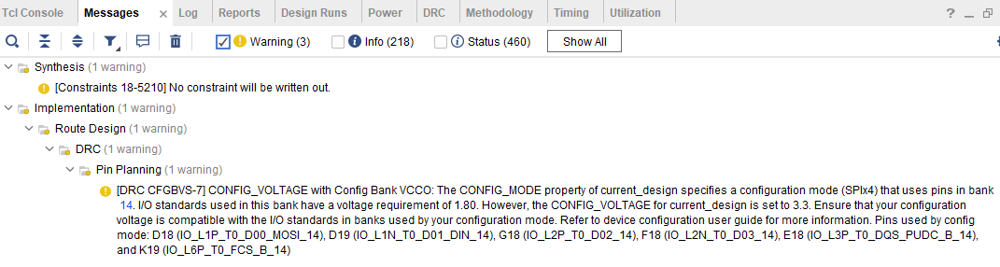 Tcl Console Messages × Log Reports Design Runs Power DRC Methodology Timing Utilization ? _
Warning (3) Info (218) Status (460) Show All
Synthesis (1 warning)
[Constraints 18-5210] No constraint will be written out.
Implementation (1 warning)
Route Design (1 warning)
DRC (1 warning)
Pin Planning (1 warning)
[DRC CFGBVS-7] CONFIG_VOLTAGE with Config Bank VCCO: The CONFIG_MODE property of current_design specifies a configuration mode (SPIx4) that uses pins in bank
14. I/O standards used in this bank have a voltage requirement of 1.80. However, the CONFIG_VOLTAGE for current_design is set to 3.3. Ensure that your configuration
voltage is compatible with the I/O standards in banks used by your configuration mode. Refer to device configuration user guide for more information. Pins used by config
mode: D18 (IO_L1P_T0_D00_MOSI_14), D19 (IO_L1N_T0_D01_DIN_14), G18 (IO_L2P_T0_D02_14), F18 (IO_L2N_T0_D03_14), E18 (IO_L3P_T0_DQS_PUDC_B_14),
and K19 (IO_L6P_T0_FCS_B_14)